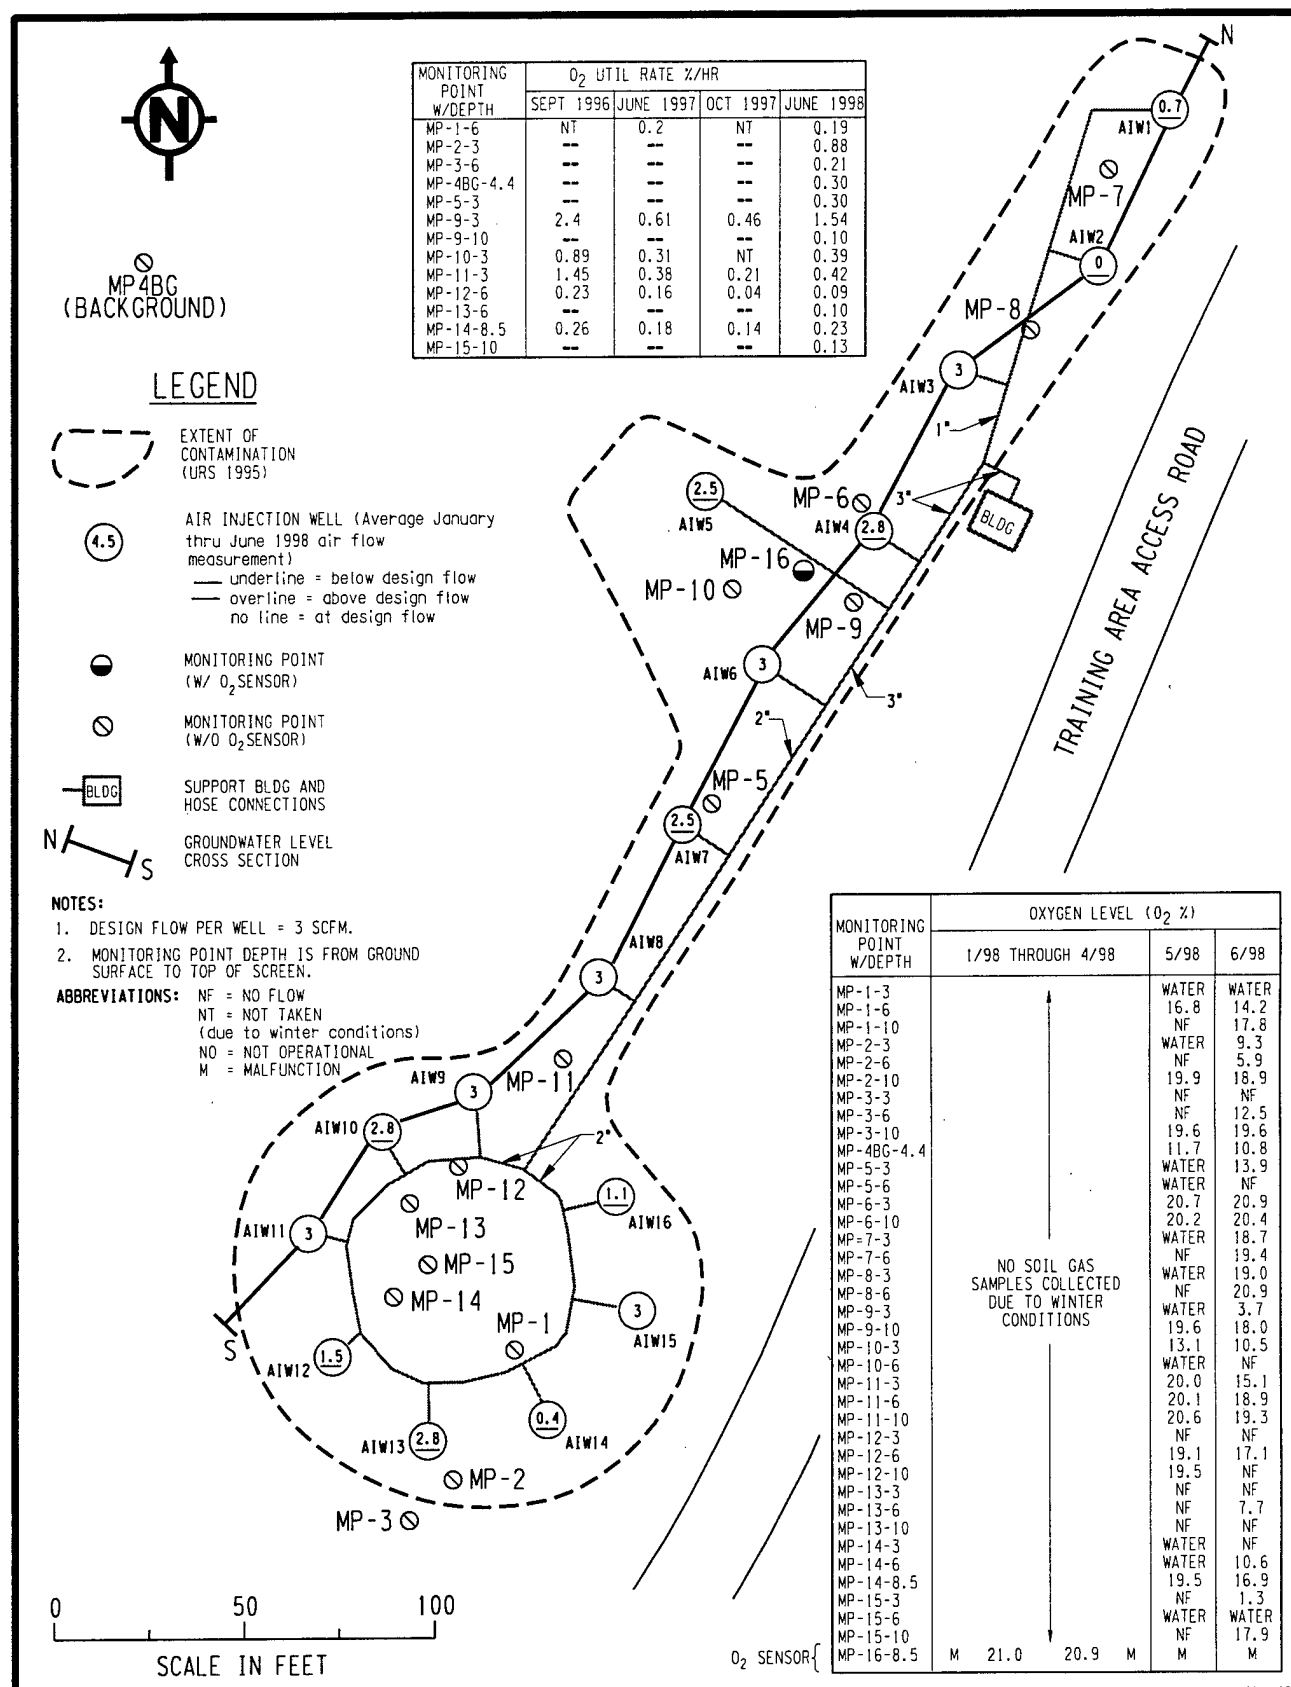 N
N
MP4BG
(BACKGROUND)
MONITORING POINT W/DEPTH | O2 UTIL RATE %/HR
SEPT 1996 | JUNE 1997 | OCT 1997 | JUNE 1998
MP-1-6 NT 0.2 NT 0.19
MP-2-3 -- -- -- 0.88
MP-3-6 -- -- -- 0.21
MP-4BG-4.4 -- -- -- 0.30
MP-5-3 -- -- -- 0.30
MP-9-3 2.4 0.61 0.46 1.54
MP-9-10 -- -- -- 0.10
MP-10-3 0.89 0.31 NT 0.39
MP-11-3 1.45 0.38 0.21 0.42
MP-12-6 0.23 0.16 0.04 0.09
MP-13-6 -- -- -- 0.10
MP-14-8.5 0.26 0.18 0.14 0.23
MP-15-10 -- -- -- 0.13
LEGEND
EXTENT OF
CONTAMINATION
(URS 1995)
4.5
AIR INJECTION WELL (Average January
thru June 1998 air flow
measurement)
underline = below design flow
overline = above design flow
no line = at design flow
MONITORING POINT
(W/ O2 SENSOR)
MONITORING POINT
(W/O O2 SENSOR)
BLDG
SUPPORT BLDG AND
HOSE CONNECTIONS
N
S
GROUNDWATER LEVEL
CROSS SECTION
NOTES:
1. DESIGN FLOW PER WELL = 3 SCFM.
2. MONITORING POINT DEPTH IS FROM GROUND
SURFACE TO TOP OF SCREEN.
ABBREVIATIONS: NF = NO FLOW
NT = NOT TAKEN
(due to winter conditions)
NO = NOT OPERATIONAL
M = MALFUNCTION
0.7
AIW1
MP-7
AIW2
0
MP-8
3
AIW3
1"
3"
BLDG
TRAINING AREA ACCESS ROAD
2.5
AIW5
MP-6
AIW4
2.8
MP-16
MP-10
MP-9
AIW6
3
3"
2"
MP-5
2.5
AIW7
AIW8
3
MP-11
AIW9
3
AIW10
2.8
2"
MP-12
1.1
AIW16
MP-13
AIW11
3
MP-15
MP-14
MP-1
3
AIW15
S
AIW12
1.5
0.4
AIW14
AIW13
2.8
MP-2
MP-3
0 50 100
SCALE IN FEET
MONITORING POINT W/DEPTH | OXYGEN LEVEL (O2 %)
1/98 THROUGH 4/98 | 5/98 | 6/98
MP-1-3 WATER WATER
MP-1-6 16.8 14.2
MP-1-10 NF 17.8
MP-2-3 WATER 9.3
MP-2-6 NF 5.9
MP-2-10 19.9 18.9
MP-3-3 NF NF
MP-3-6 NF 12.5
MP-3-10 19.6 19.6
MP-4BG-4.4 11.7 10.8
MP-5-3 WATER 13.9
MP-5-6 WATER NF
MP-6-3 20.7 20.9
MP-6-10 20.2 20.4
MP=7-3 WATER 18.7
MP-7-6 NF 19.4
MP-8-3 WATER 19.0
MP-8-6 NF 20.9
MP-9-3 WATER 3.7
MP-9-10 19.6 18.0
MP-10-3 13.1 10.5
MP-10-6 WATER NF
MP-11-3 20.0 15.1
MP-11-6 20.1 18.9
MP-11-10 20.6 19.3
MP-12-3 NF NF
MP-12-6 19.1 17.1
MP-12-10 19.5 NF
MP-13-3 NF NF
MP-13-6 NF 7.7
MP-13-10 NF NF
MP-14-3 WATER NF
MP-14-6 WATER 10.6
MP-14-8.5 19.5 16.9
MP-15-3 NF 1.3
MP-15-6 WATER WATER
MP-15-10 NF 17.9
NO SOIL GAS
SAMPLES COLLECTED
DUE TO WINTER
CONDITIONS
O2 SENSOR{ MP-16-8.5 M 21.0 20.9 M M M